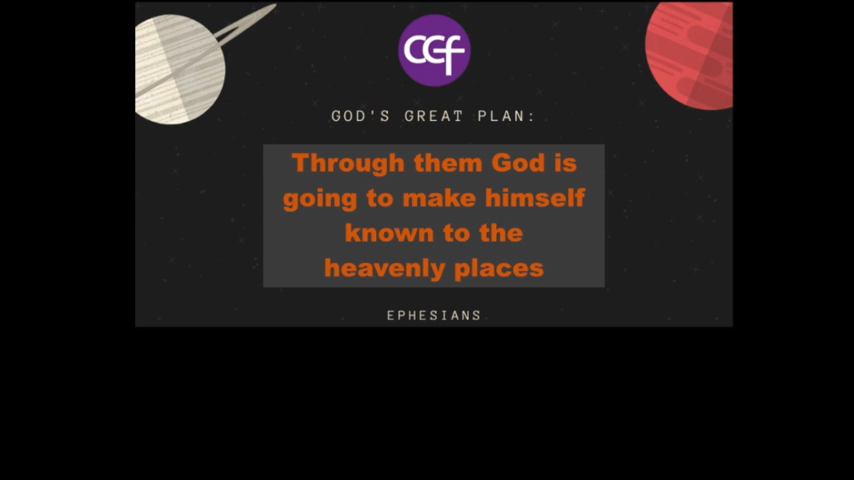 CCf
GOD'S GREAT PLAN:
Through them God is
going to make himself
known to the
heavenly places
EPHESIANS